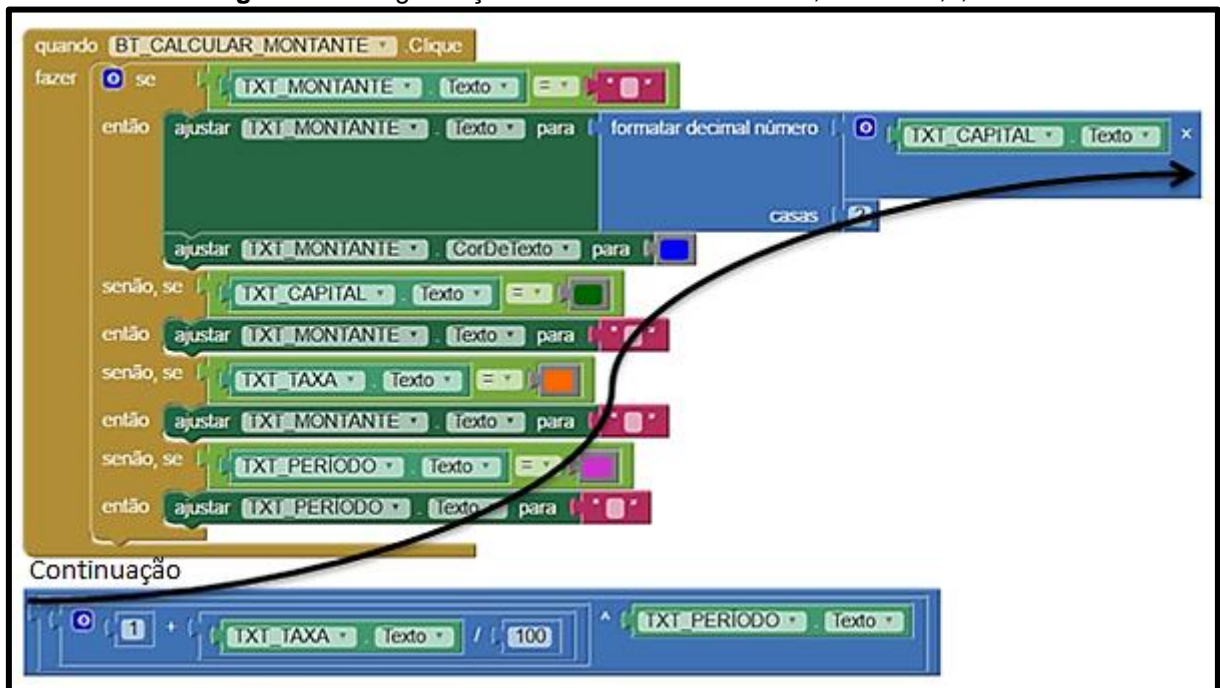 quando BT_CALCULAR_MONTANTE .Clique
fazer se TXT_MONTANTE . Texto = " "
então ajustar TXT_MONTANTE . Texto para formatar decimal número TXT_CAPITAL . Texto ×
casas 2
ajustar TXT_MONTANTE . CorDeTexto para
senão, se TXT_CAPITAL . Texto =
então ajustar TXT_MONTANTE . Texto para " "
senão, se TXT_TAXA . Texto =
então ajustar TXT_MONTANTE . Texto para " "
senão, se TXT_PERÍODO . Texto =
então ajustar TXT_PERÍODO . Texto para " "
Continuação
1 + TXT_TAXA . Texto / 100 ^ TXT_PERÍODO . Texto